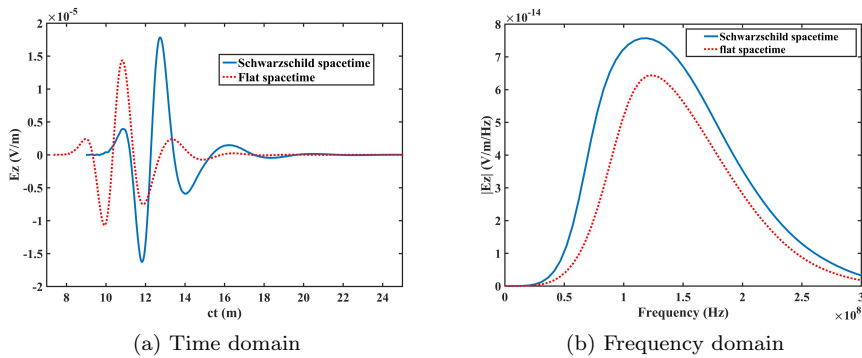 ×10⁻⁵
2
1.5
1
0.5
0
-0.5
-1
-1.5
-2
Ez (V/m)
8 10 12 14 16 18 20 22 24
ct (m)
Schwarzschild spacetime
Flat spacetime
(a) Time domain
×10⁻¹⁴
8
7
6
5
4
3
2
1
0
|Ez| (V/m/Hz)
0 0.5 1 1.5 2 2.5 3
Frequency (Hz)
×10⁸
Schwarzschild spacetime
flat spacetime
(b) Frequency domain